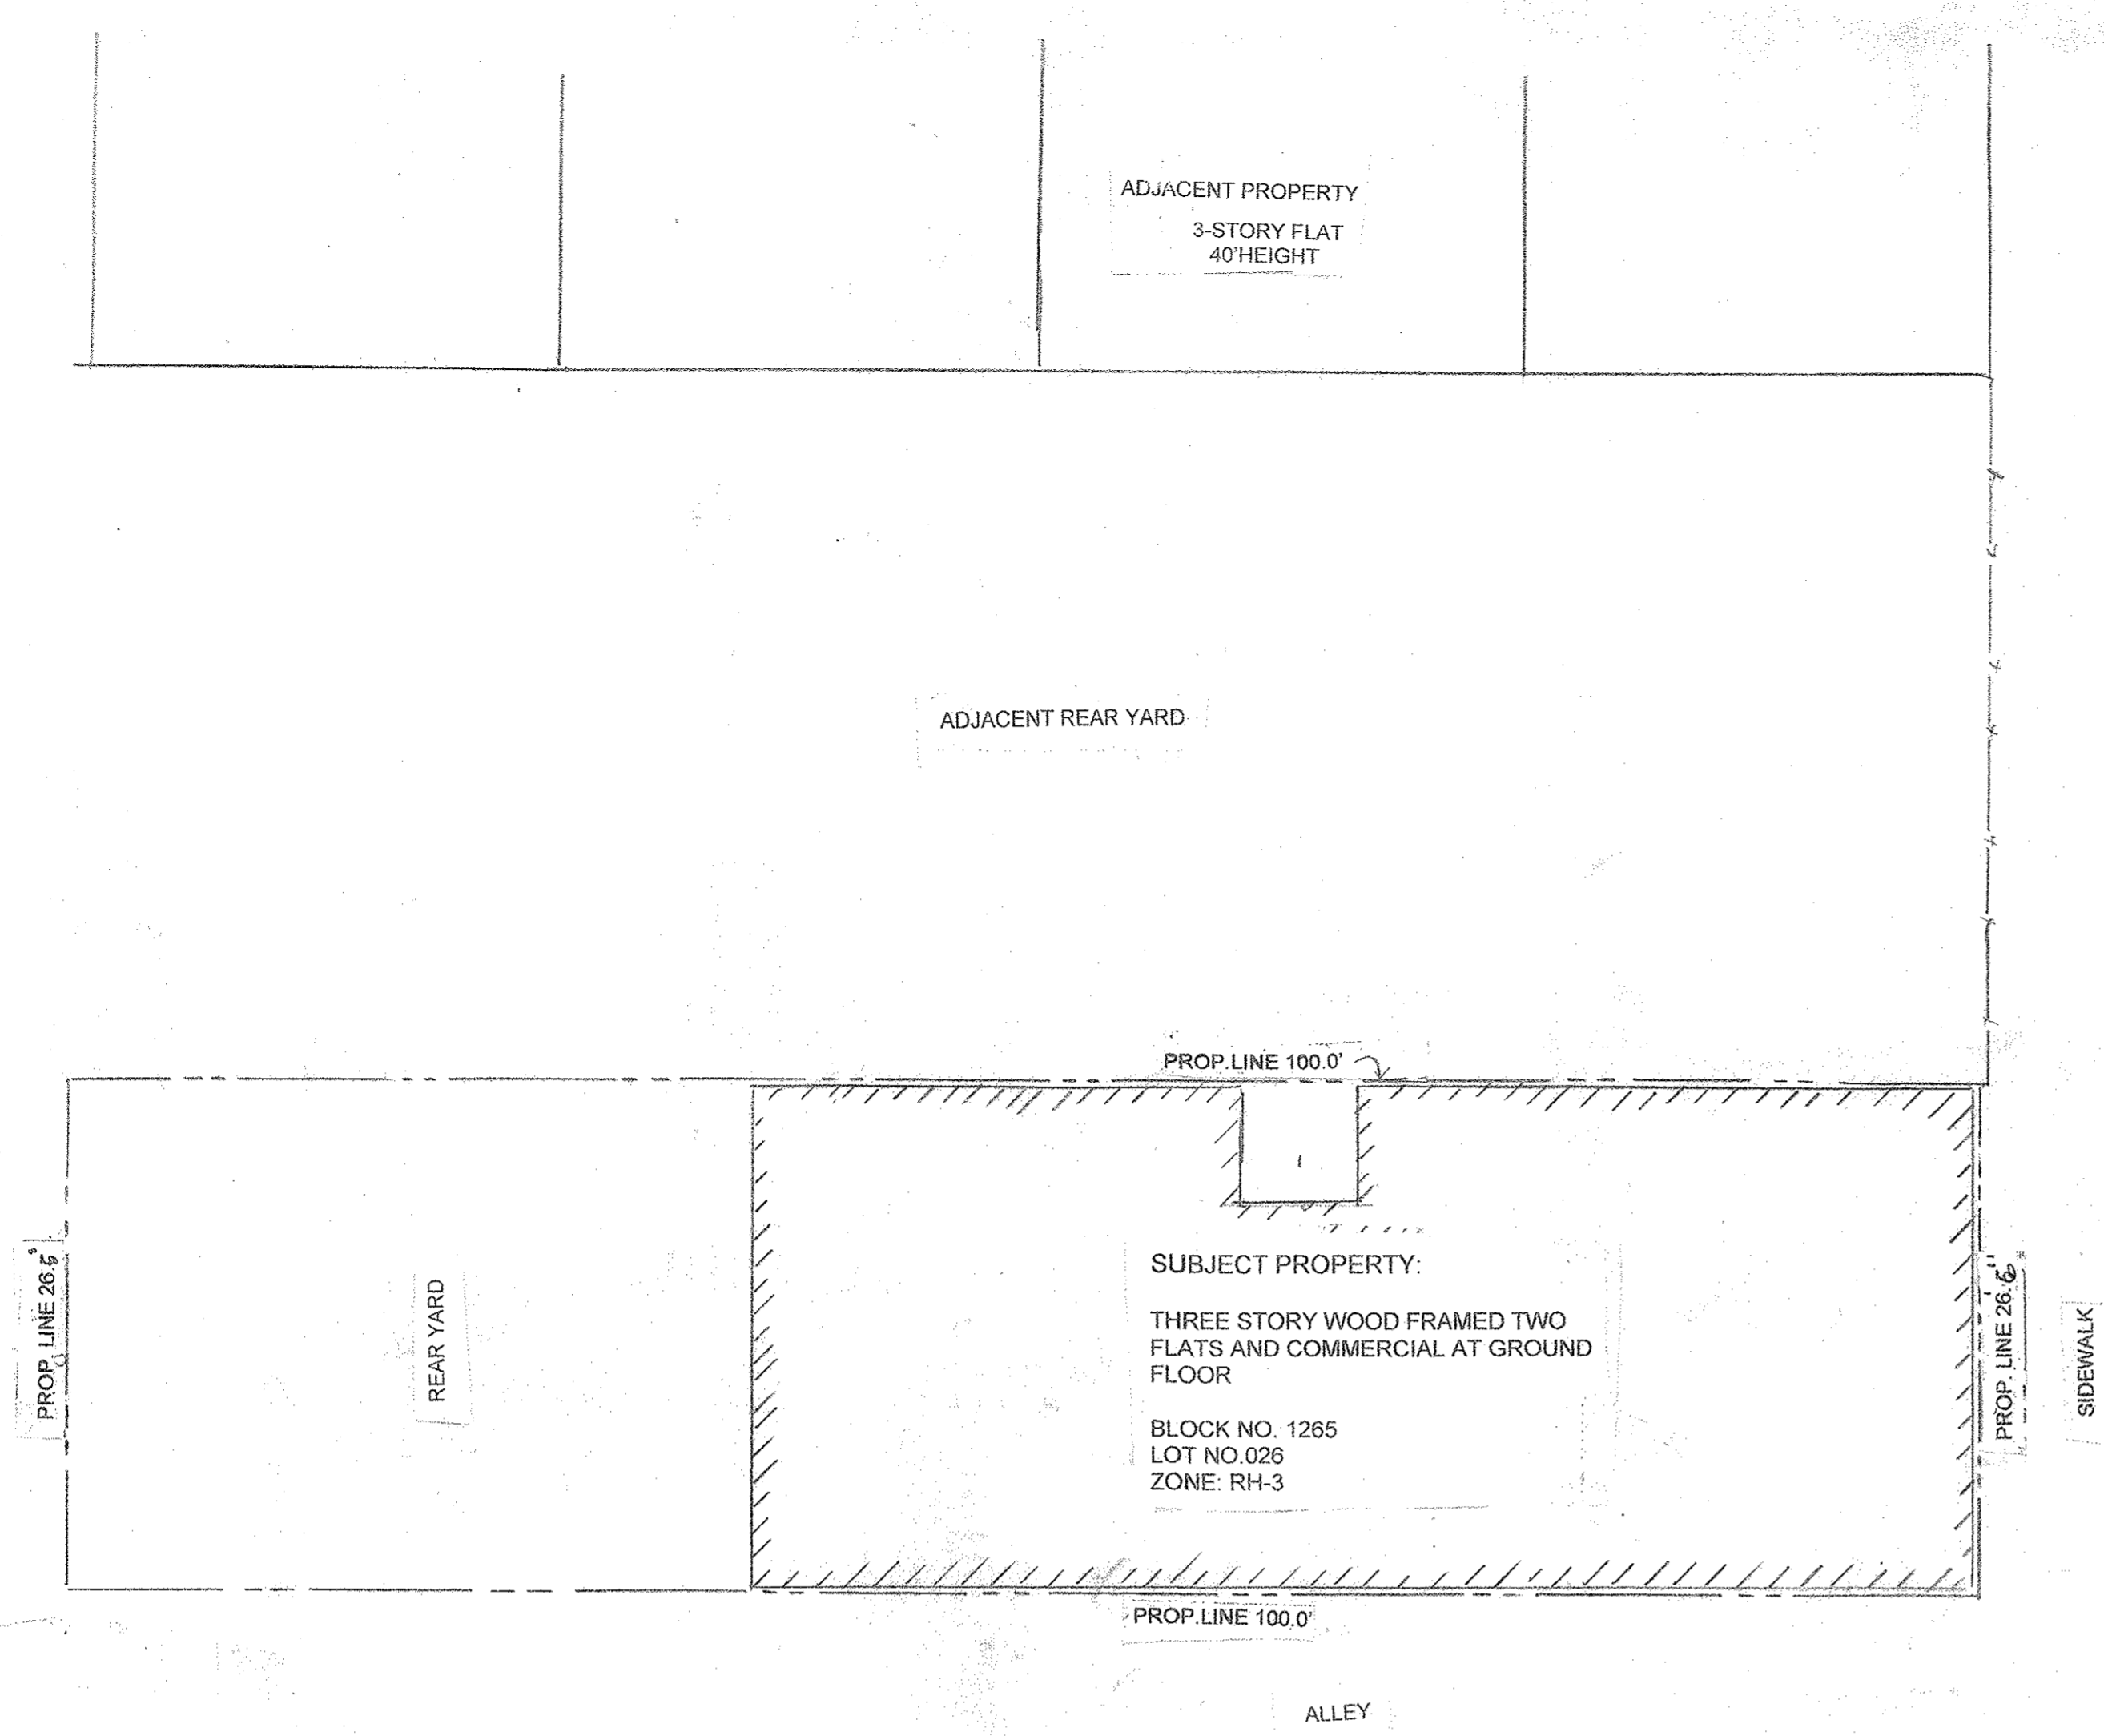 ADJACENT PROPERTY
3-STORY FLAT
40'HEIGHT
ADJACENT REAR YARD
PROP.LINE 100.0'
PROP. LINE 26.
REAR YARD
SUBJECT PROPERTY:
THREE STORY WOOD FRAMED TWO
FLATS AND COMMERCIAL AT GROUND
FLOOR
BLOCK NO. 1265
LOT NO.026
ZONE: RH-3
PROP. LINE 26.'6"
SIDEWALK
PROP.LINE 100.0'
ALLEY